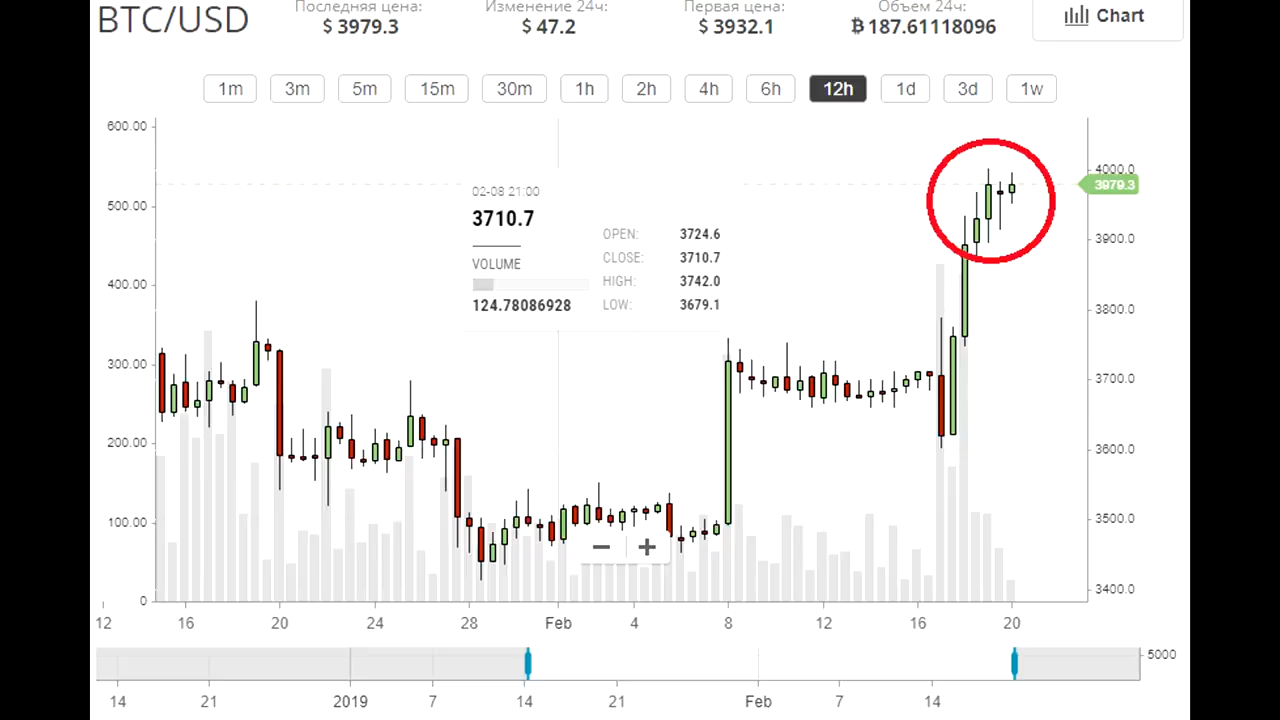 BTC/USD
Последняя цена:
$ 3979.3
Изменение 24ч:
$ 47.2
Первая цена:
$ 3932.1
Объем 24ч:
฿ 187.61118096
Chart
1m 3m 5m 15m 30m 1h 2h 4h 6h 12h 1d 3d 1w
600.00
500.00
400.00
300.00
200.00
100.00
0
4000.0
3979.3
3900.0
3800.0
3700.0
3600.0
3500.0
3400.0
02-08 21:00
3710.7
VOLUME
124.78086928
OPEN: 3724.6
CLOSE: 3710.7
HIGH: 3742.0
LOW: 3679.1
− +
12 16 20 24 28 Feb 4 8 12 16 20
5000
14 21 2019 7 14 21 Feb 7 14